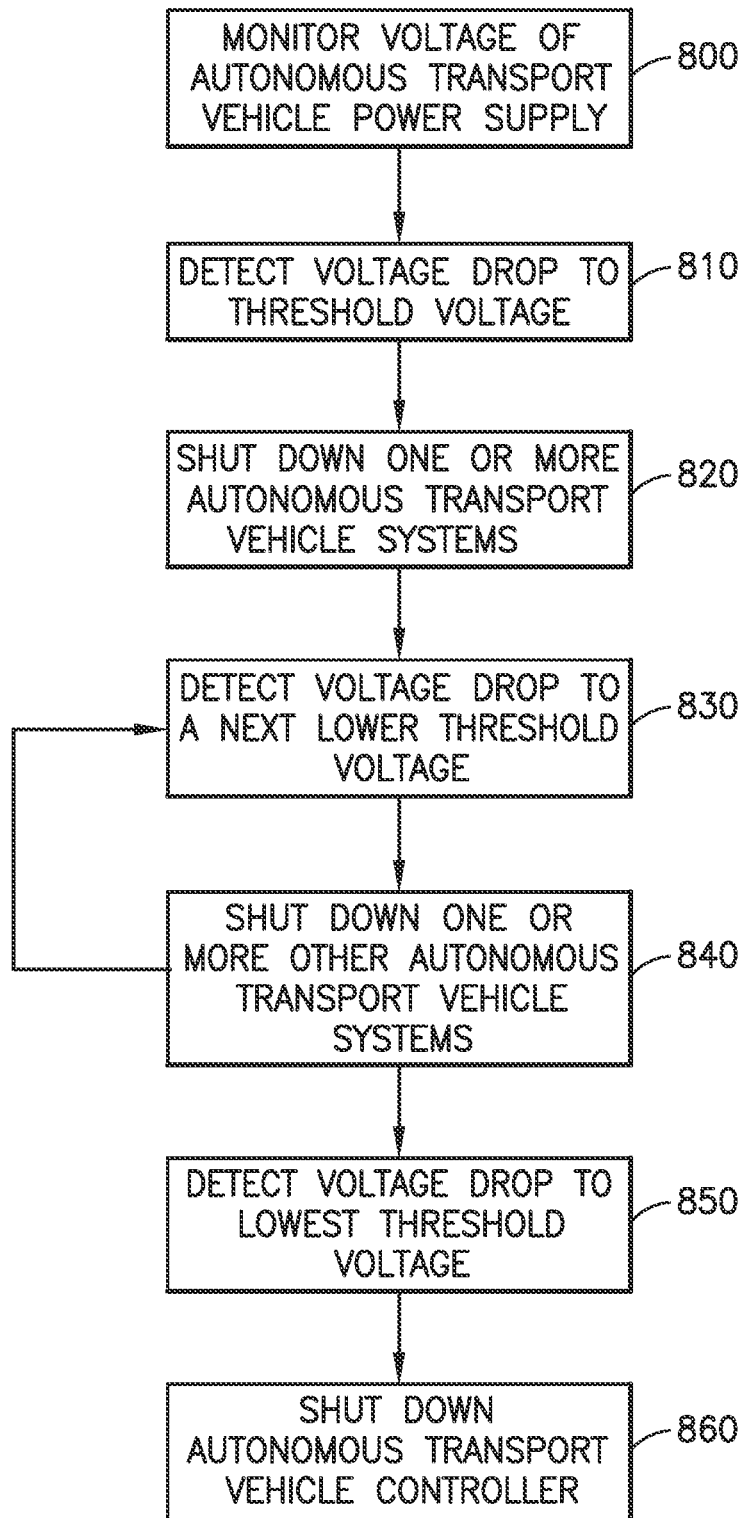 MONITOR VOLTAGE OF
AUTONOMOUS TRANSPORT
VEHICLE POWER SUPPLY
800
DETECT VOLTAGE DROP TO
THRESHOLD VOLTAGE
810
SHUT DOWN ONE OR MORE
AUTONOMOUS TRANSPORT
VEHICLE SYSTEMS
820
DETECT VOLTAGE DROP TO
A NEXT LOWER THRESHOLD
VOLTAGE
830
SHUT DOWN ONE OR
MORE OTHER AUTONOMOUS
TRANSPORT VEHICLE
SYSTEMS
840
DETECT VOLTAGE DROP TO
LOWEST THRESHOLD
VOLTAGE
850
SHUT DOWN
AUTONOMOUS TRANSPORT
VEHICLE CONTROLLER
860